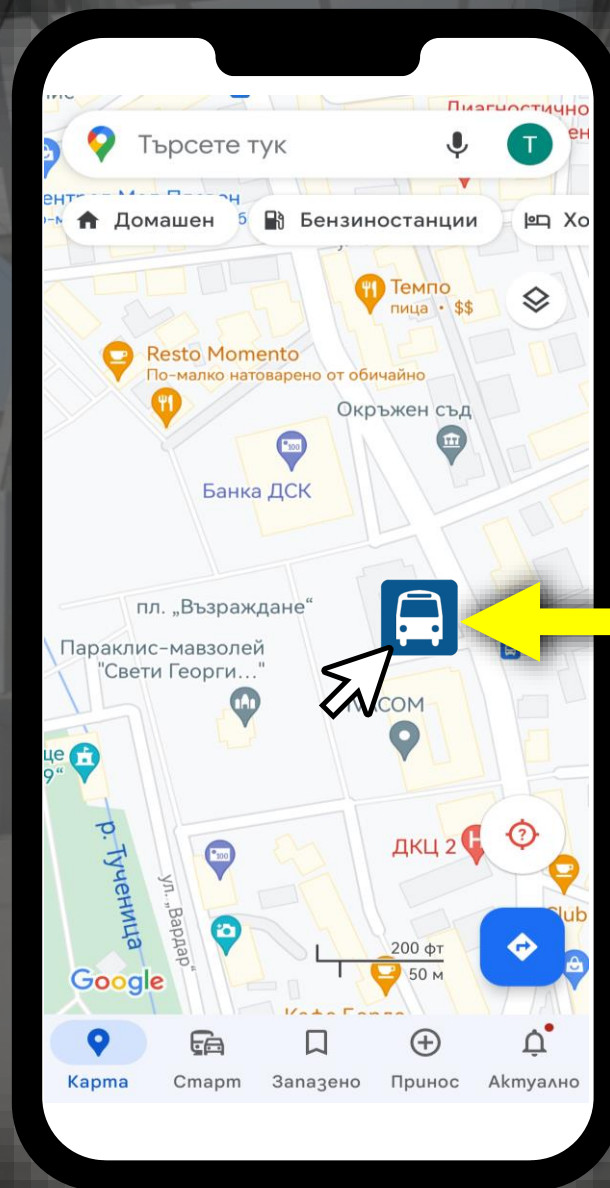 Диагностично
Търсете тук
T
Домашен
Бензиностанции
Хо
Темпо
пица · $$
Resto Momento
По-малко натоварено от обичайно
Окръжен съд
Банка ДСК
пл. „Възраждане“
Параклис-мавзолей
"Свети Георги..."
COM
це
9“
ДКЦ 2
р. Тученица
ул. „Вардар“
Club
200 фт
50 м
Google
Карта
Старт
Запазено
Принос
Актуално